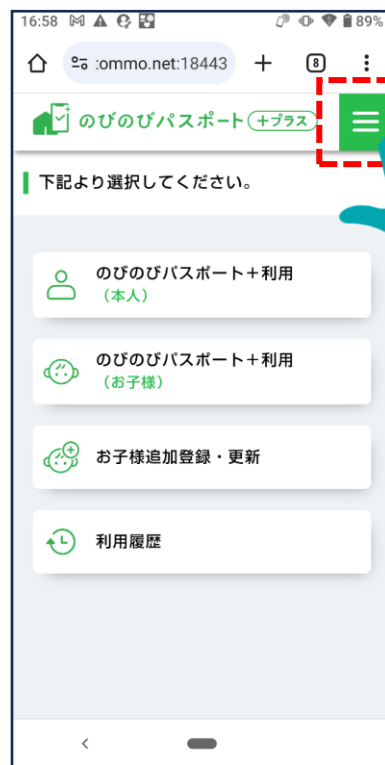 16:58 89%
:ommo.net:18443 8
のびのびパスポート +プラス
下記より選択してください。
のびのびパスポート＋利用
（本人）
のびのびパスポート＋利用
（お子様）
お子様追加登録・更新
利用履歴